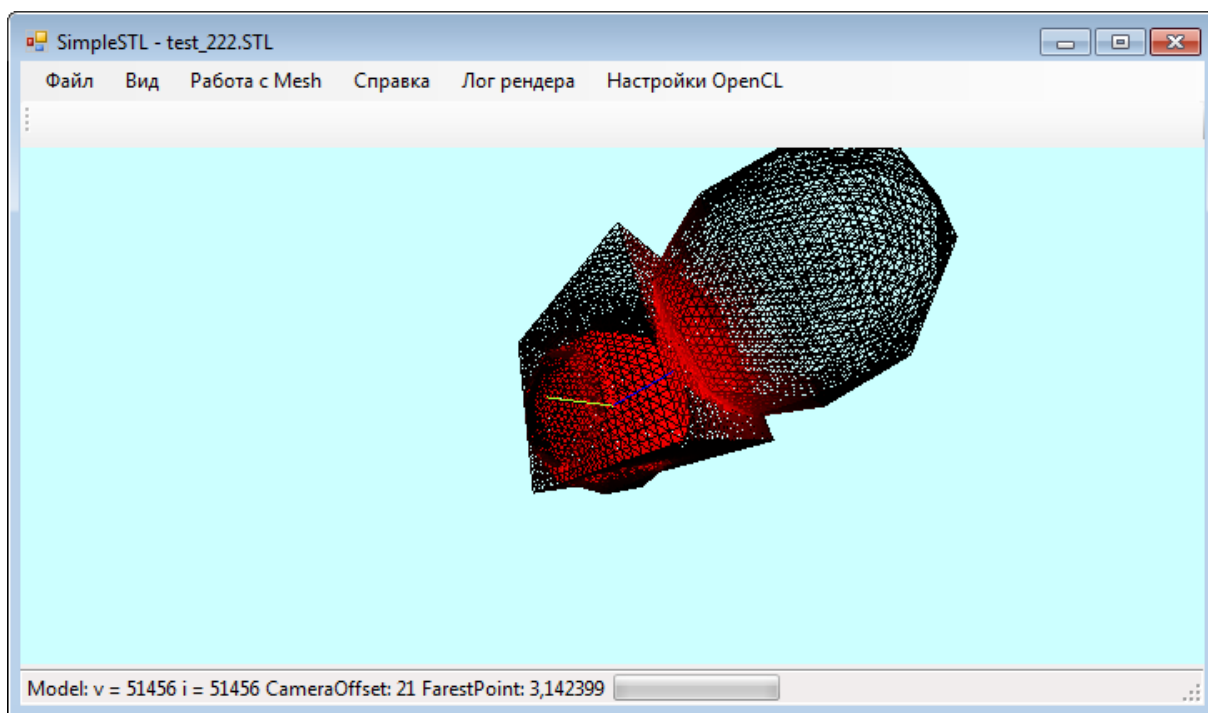 SimpleSTL - test_222.STL
Файл Вид Работа с Mesh Справка Лог рендера Настройки OpenCL
Model: v = 51456 i = 51456 CameraOffset: 21 FarestPoint: 3,142399